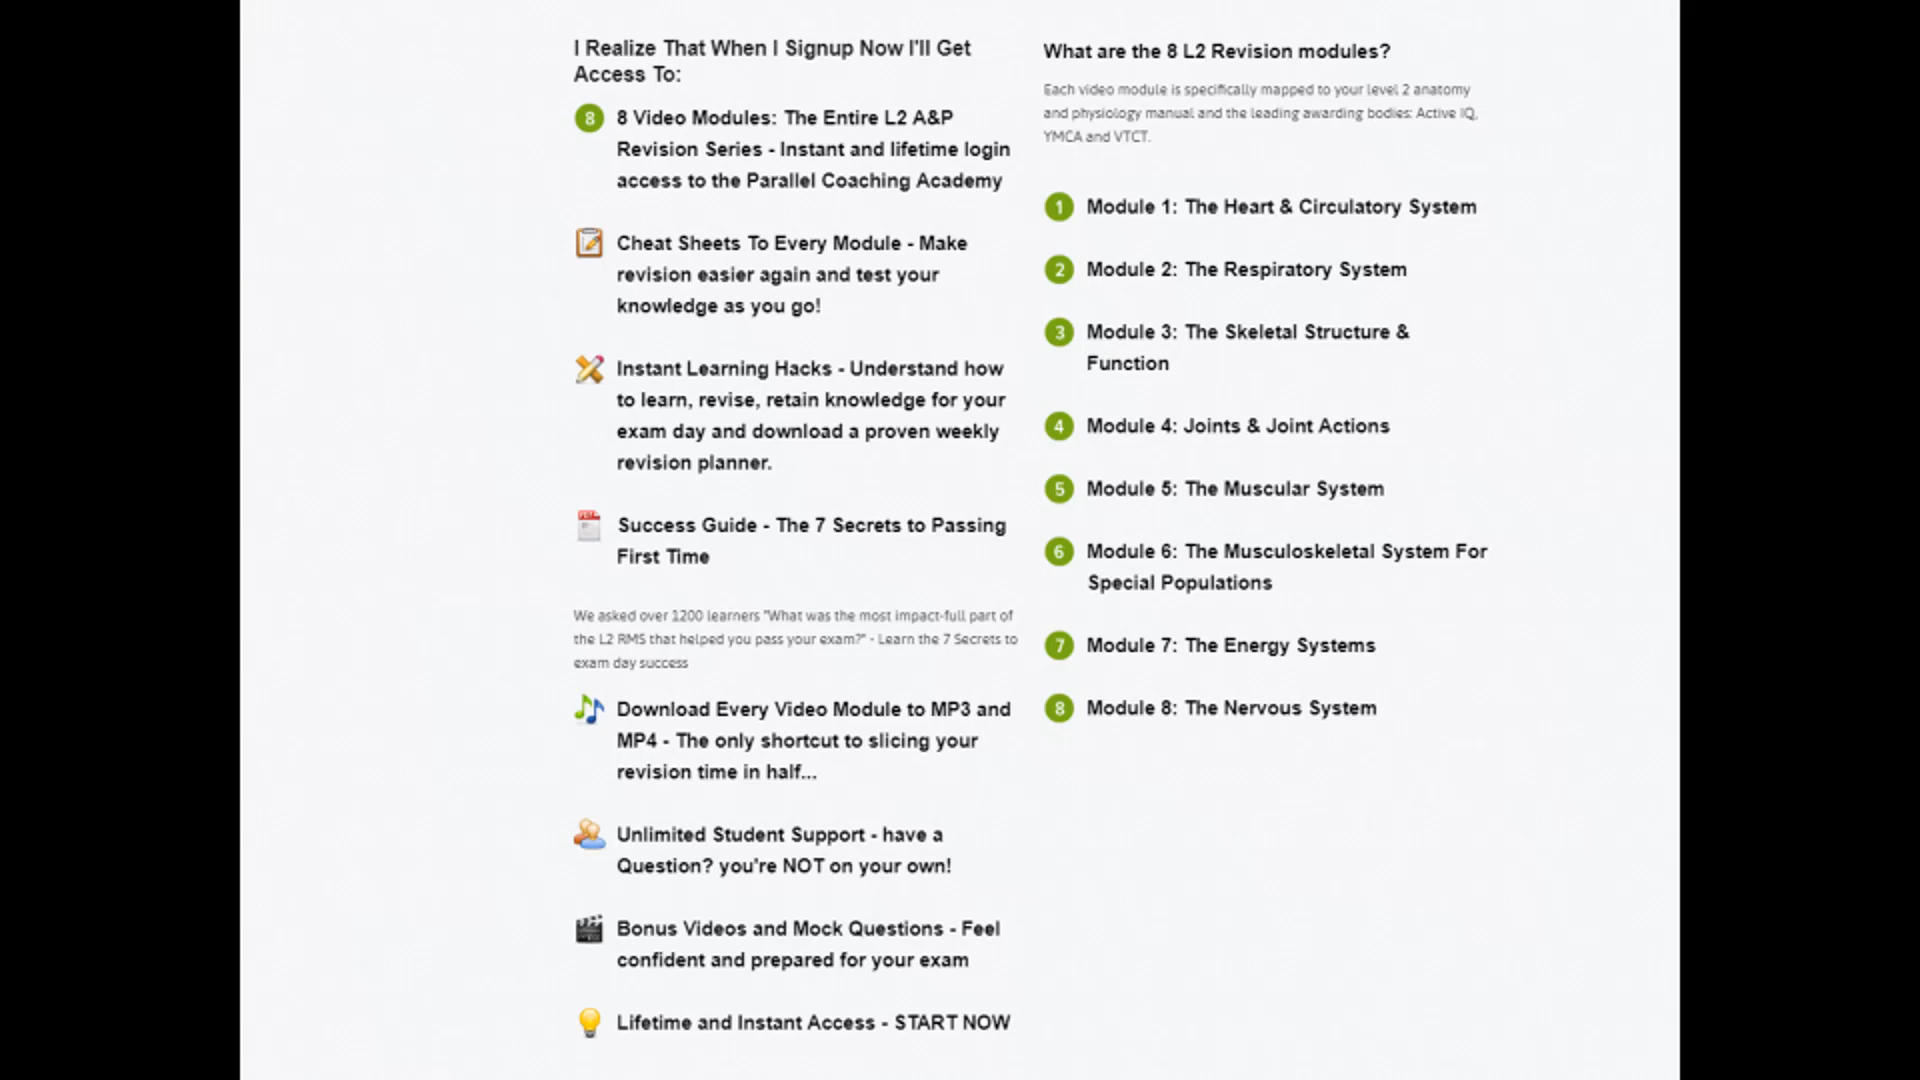 I Realize That When I Signup Now I'll Get
Access To:
8
8 Video Modules: The Entire L2 A&P
Revision Series - Instant and lifetime login
access to the Parallel Coaching Academy
Cheat Sheets To Every Module - Make
revision easier again and test your
knowledge as you go!
Instant Learning Hacks - Understand how
to learn, revise, retain knowledge for your
exam day and download a proven weekly
revision planner.
Success Guide - The 7 Secrets to Passing
First Time
We asked over 1200 learners "What was the most impact-full part of
the L2 RMS that helped you pass your exam?" - Learn the 7 Secrets to
exam day success
Download Every Video Module to MP3 and
MP4 - The only shortcut to slicing your
revision time in half...
Unlimited Student Support - have a
Question? you're NOT on your own!
Bonus Videos and Mock Questions - Feel
confident and prepared for your exam
Lifetime and Instant Access - START NOW
What are the 8 L2 Revision modules?
Each video module is specifically mapped to your level 2 anatomy
and physiology manual and the leading awarding bodies: Active IQ,
YMCA and VTCT.
1 Module 1: The Heart & Circulatory System
2 Module 2: The Respiratory System
3 Module 3: The Skeletal Structure &
Function
4 Module 4: Joints & Joint Actions
5 Module 5: The Muscular System
6 Module 6: The Musculoskeletal System For
Special Populations
7 Module 7: The Energy Systems
8 Module 8: The Nervous System